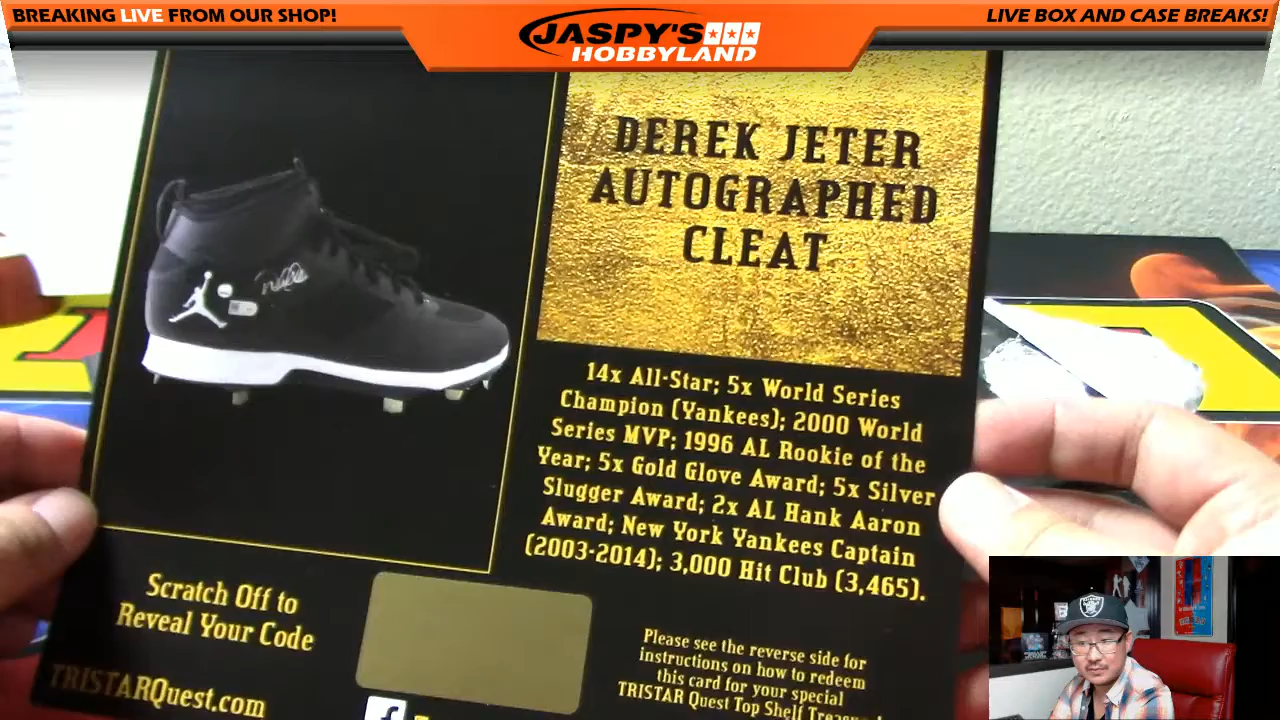 BREAKING LIVE FROM OUR SHOP!
JASPY'S
HOBBYLAND
LIVE BOX AND CASE BREAKS!
DEREK JETER
AUTOGRAPHED
CLEAT
14x All-Star; 5x World Series
Champion (Yankees); 2000 World
Series MVP; 1996 AL Rookie of the
Year; 5x Gold Glove Award; 5x Silver
Slugger Award; 2x AL Hank Aaron
Award; New York Yankees Captain
(2003-2014); 3,000 Hit Club (3,465).
Scratch Off to
Reveal Your Code
TRISTARQuest.com
Please see the reverse side for
instructions on how to redeem
this card for your special
TRISTAR Quest Top Shelf